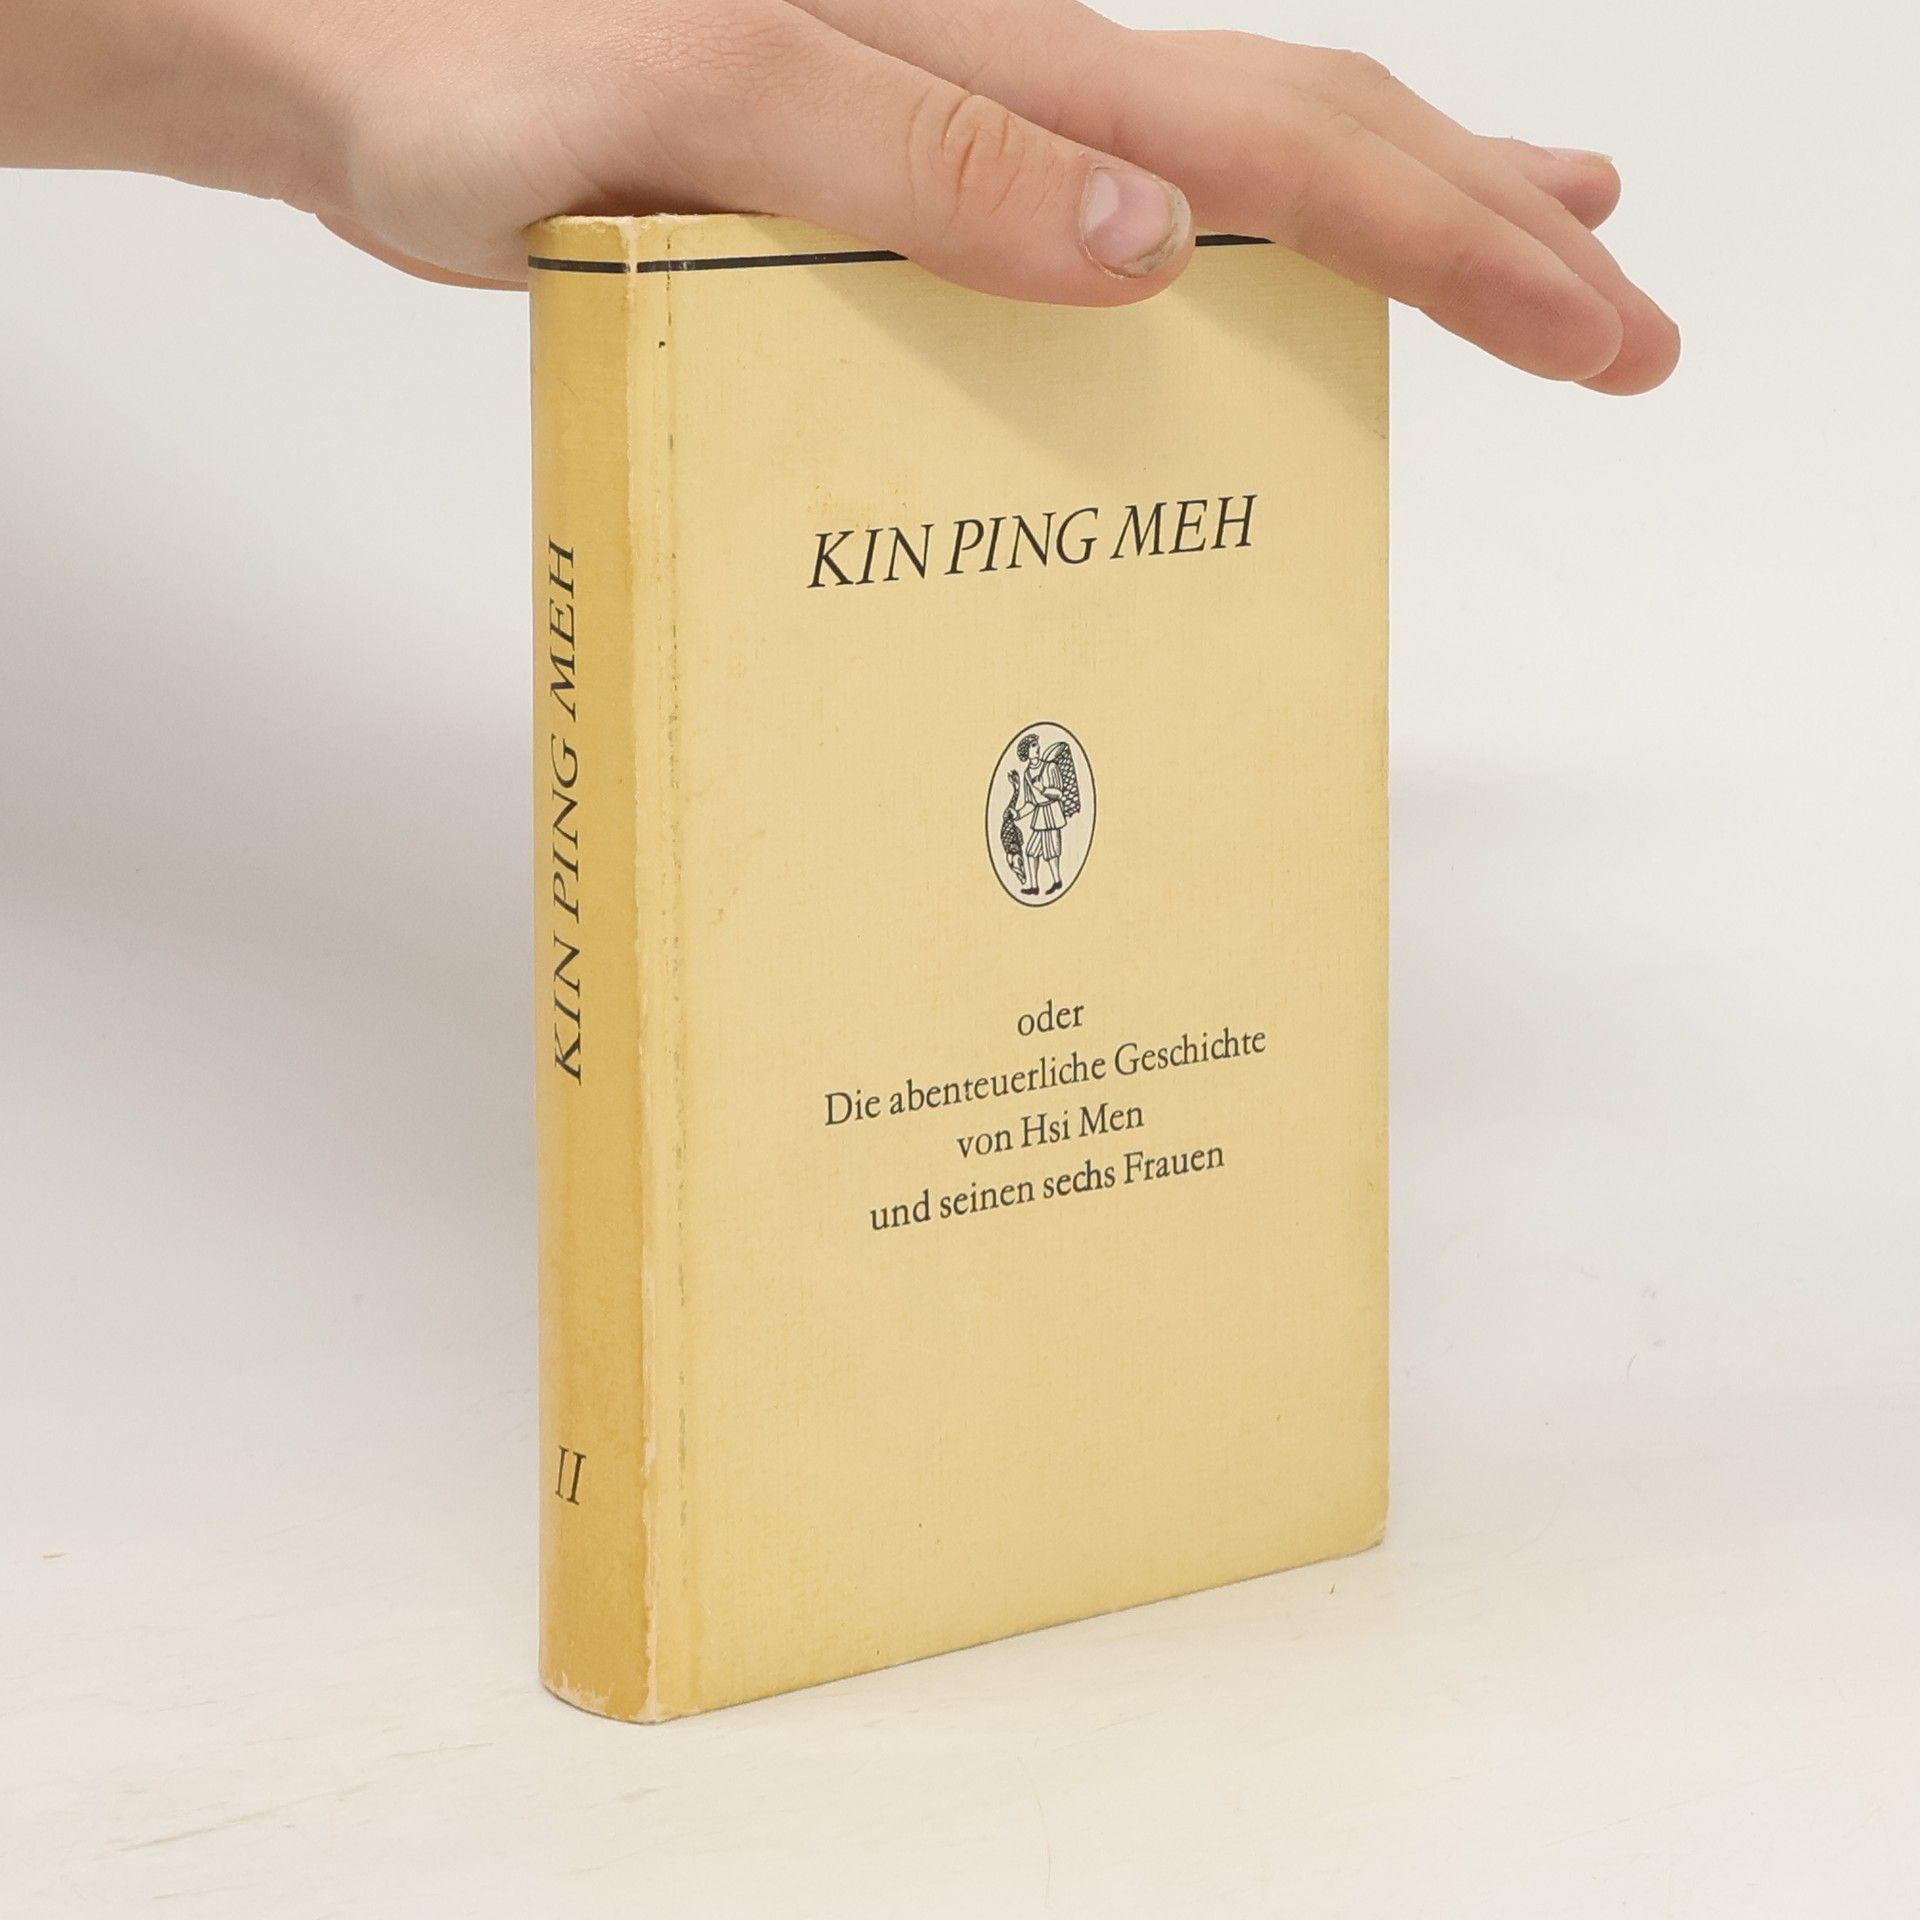 KIN PING MEH
II
KIN PING MEH
oder
Die abenteuerliche Geschichte
von Hsi Men
und seinen sechs Frauen